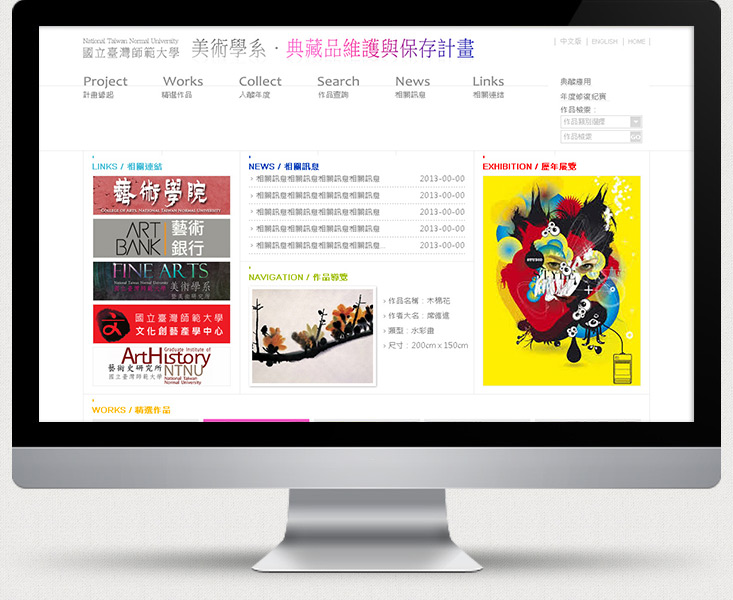 National Taiwan Normal University
國立臺灣師範大學 美術學系·典藏品維護與保存計畫
中文版 | ENGLISH | HOME
Project Works Collect Search News Links
計畫緣起 精選作品 入藏年度 作品查詢 相關訊息 相關連結
典藏應用
年度修復紀實
作品檢索：
作品類別選擇
作品檢索 GO
LINKS / 相關連結
藝術學院
COLLEGE OF ARTS, NATIONAL TAIWAN NORMAL UNIVERSITY
ART BANK 藝術銀行
FINE ARTS
National Taiwan Normal University
美術學系
暨美術研究所
國立臺灣師範大學
文化創藝產學中心
ArtHistory
Graduate Institute of
藝術史研究所 NTNU
國立臺灣師範大學 National Taiwan Normal University
NEWS / 相關訊息
相關訊息相關訊息相關訊息相關訊息 2013-00-00
相關訊息相關訊息相關訊息相關訊息 2013-00-00
相關訊息相關訊息相關訊息相關訊息 2013-00-00
相關訊息相關訊息相關訊息相關訊息 2013-00-00
相關訊息相關訊息相關訊息相關訊息... 2013-00-00
NAVIGATION / 作品導覽
作品名稱：木棉花
作者大名：席德進
類型：水彩畫
尺寸：200cm x 150cm
EXHIBITION / 歷年展覽
WORKS / 精選作品